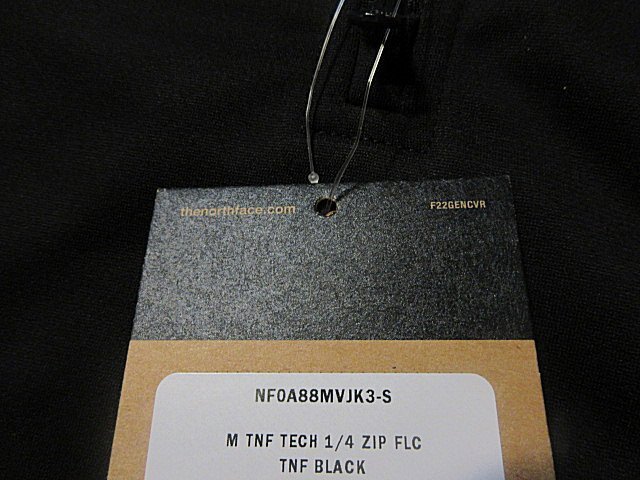 thenorthface.com F22GENCVR
NF0A88MVJK3-S
M TNF TECH 1/4 ZIP FLC
TNF BLACK